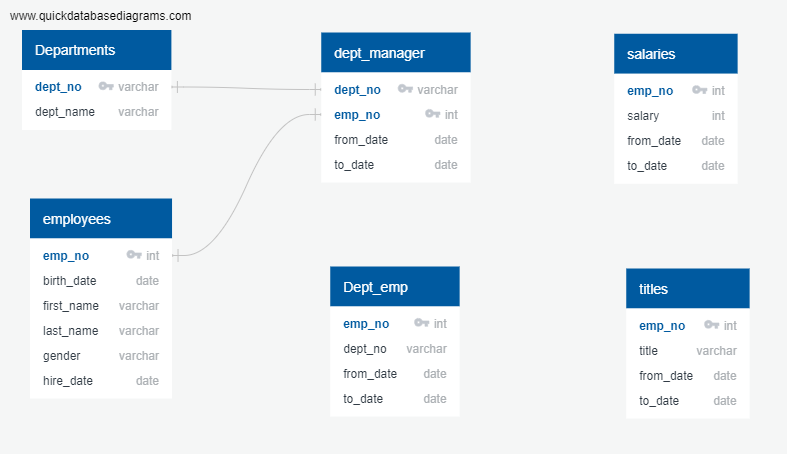 www.quickdatabasediagrams.com
Departments
dept_no varchar
dept_name varchar
dept_manager
dept_no varchar
emp_no int
from_date date
to_date date
salaries
emp_no int
salary int
from_date date
to_date date
employees
emp_no int
birth_date date
first_name varchar
last_name varchar
gender varchar
hire_date date
Dept_emp
emp_no int
dept_no varchar
from_date date
to_date date
titles
emp_no int
title varchar
from_date date
to_date date